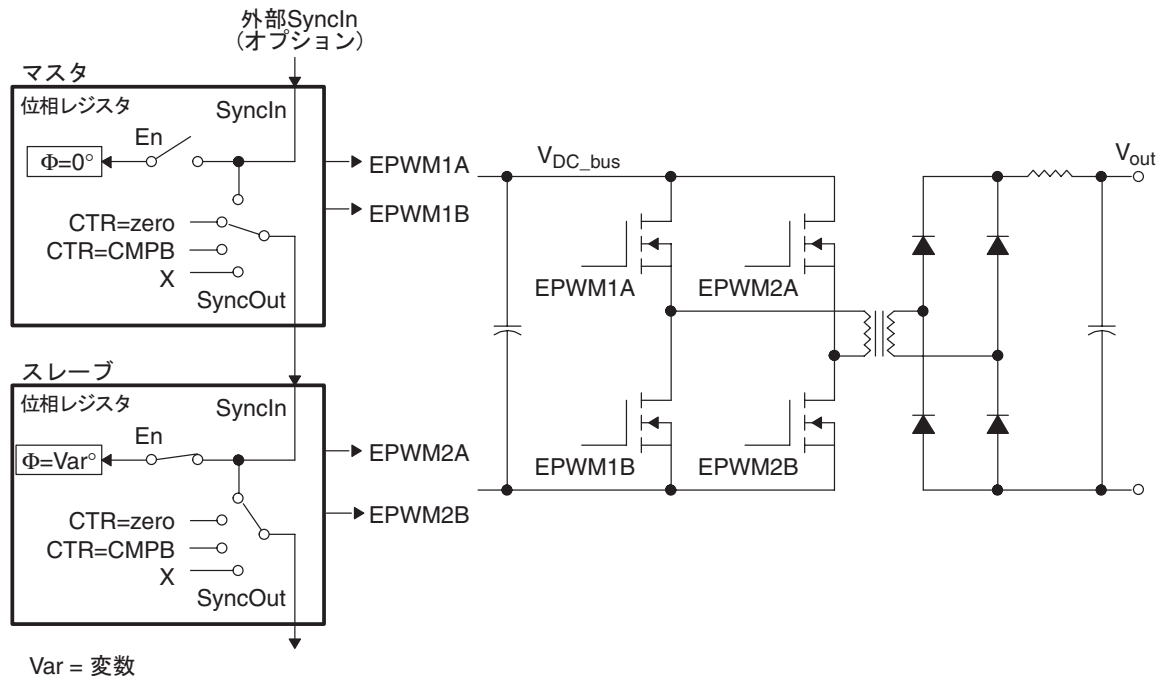 外部SyncIn
(オプション)
マスタ
位相レジスタ
SyncIn
En
Φ=0°
CTR=zero
CTR=CMPB
X
SyncOut
EPWM1A
EPWM1B
スレーブ
位相レジスタ
SyncIn
En
Φ=Var°
CTR=zero
CTR=CMPB
X
SyncOut
EPWM2A
EPWM2B
Var = 変数
VDC_bus
EPWM1A
EPWM2A
EPWM1B
EPWM2B
Vout